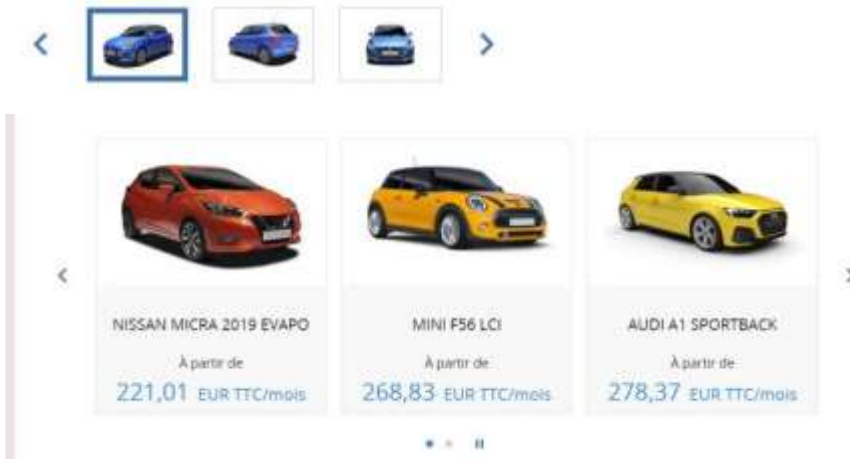 NISSAN MICRA 2019 EVAPO
À partir de
221,01 EUR TTC/mois
MINI F56 LCI
À partir de
268,83 EUR TTC/mois
AUDI A1 SPORTBACK
À partir de
278,37 EUR TTC/mois